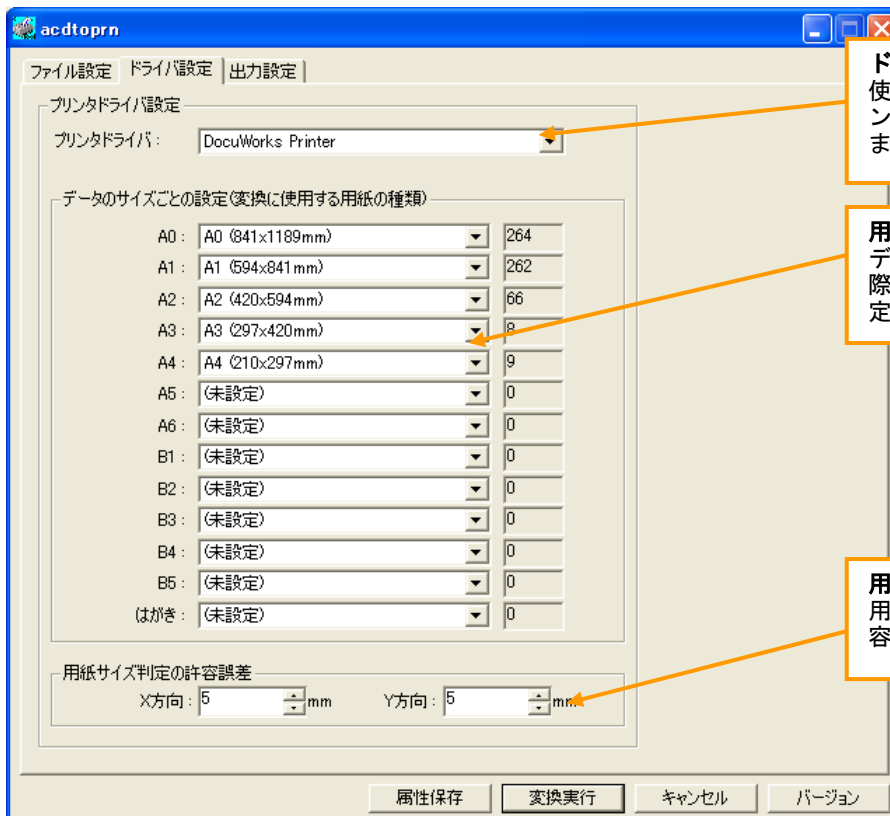 acdtoprn
ファイル設定 ドライバ設定 出力設定
プリンタドライバ設定
プリンタドライバ： DocuWorks Printer
データのサイズごとの設定(変換に使用する用紙の種類)
A0： A0 (841x1189mm) 264
A1： A1 (594x841mm) 262
A2： A2 (420x594mm) 66
A3： A3 (297x420mm) 8
A4： A4 (210x297mm) 9
A5： (未設定) 0
A6： (未設定) 0
B1： (未設定) 0
B2： (未設定) 0
B3： (未設定) 0
B4： (未設定) 0
B5： (未設定) 0
はがき： (未設定) 0
用紙サイズ判定の許容誤差
X方向： 5 mm Y方向： 5 mm
属性保存 変換実行 キャンセル バージョン
ド
使
ン
ま
用
デ
際
定
用
用
容